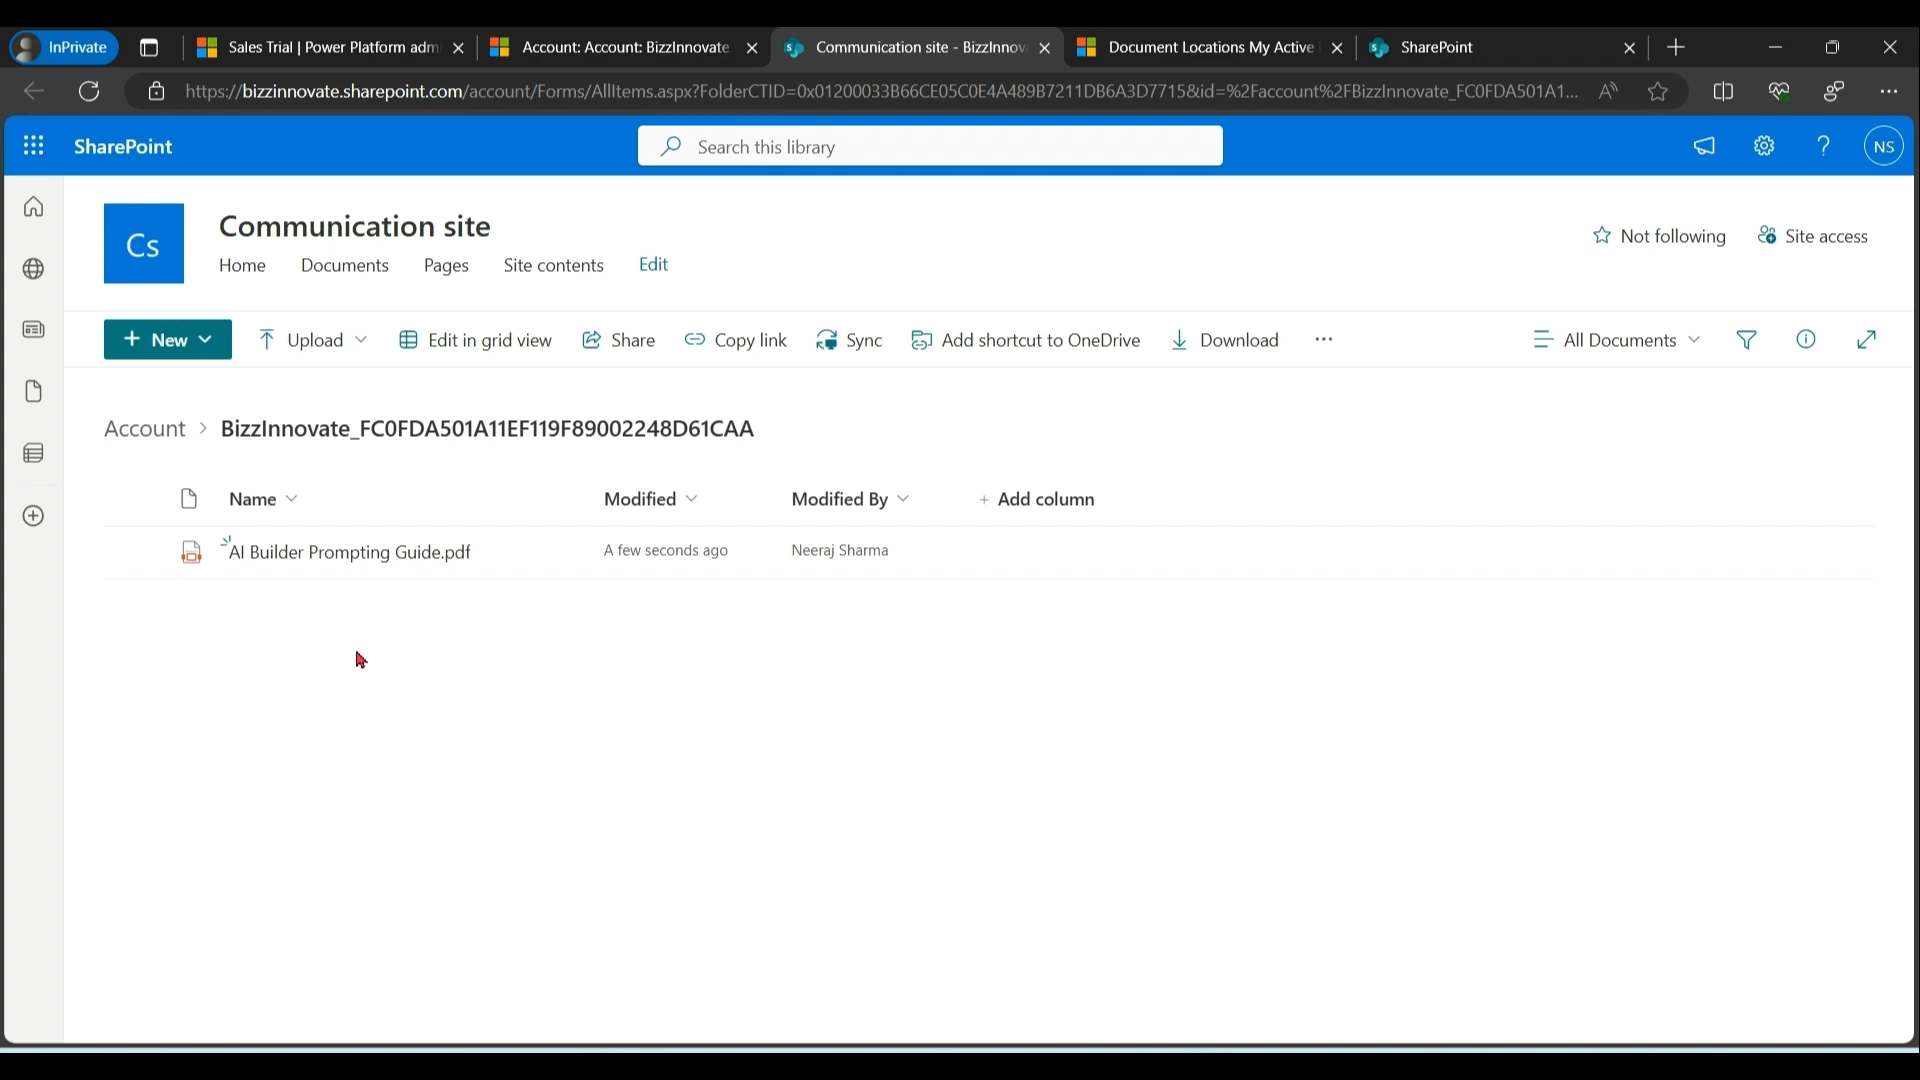 InPrivate
Sales Trial | Power Platform adm
Account: Account: BizzInnovate
Communication site - BizzInnov
Document Locations My Active
SharePoint
https://bizzinnovate.sharepoint.com/account/Forms/AllItems.aspx?FolderCTID=0x01200033B66CE05C0E4A489B7211DB6A3D7715&id=%2Faccount%2FBizzInnovate_FC0FDA501A1...
SharePoint
Search this library
NS
Cs
Communication site
Home Documents Pages Site contents Edit
Not following Site access
+ New Upload Edit in grid view Share Copy link Sync Add shortcut to OneDrive Download ... All Documents
Account > BizzInnovate_FC0FDA501A11EF119F89002248D61CAA
Name Modified Modified By + Add column
AI Builder Prompting Guide.pdf A few seconds ago Neeraj Sharma